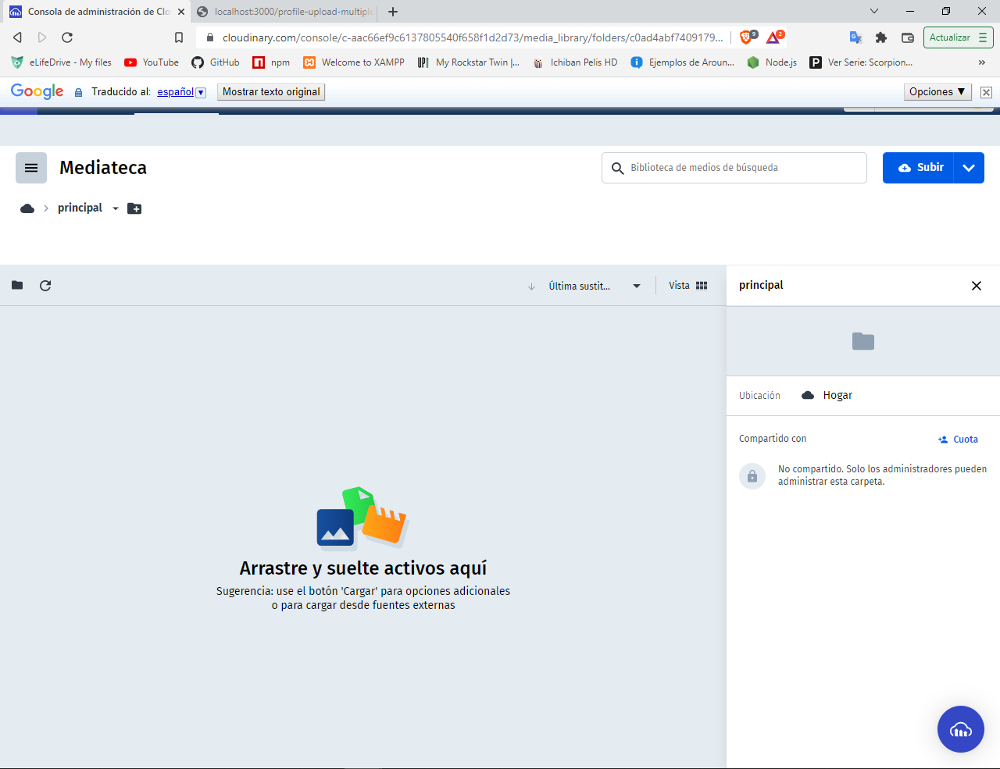 Consola de administración de Clo
localhost:3000/profile-upload-multiple
cloudinary.com/console/c-aac66ef9c6137805540f658f1d2d73/media_library/folders/c0ad4abf7409179...
9
2
Actualizar
eLifeDrive - My files
YouTube
GitHub
npm
Welcome to XAMPP
My Rockstar Twin |...
Ichiban Pelis HD
Ejemplos de Aroun...
Node.js
Ver Serie: Scorpion...
»
Google
Traducido al: español
Mostrar texto original
Opciones ▼
Mediateca
Biblioteca de medios de búsqueda
Subir
principal
Última sustit...
Vista
principal
Ubicación
Hogar
Compartido con
Cuota
No compartido. Solo los administradores pueden
administrar esta carpeta.
Arrastre y suelte activos aquí
Sugerencia: use el botón 'Cargar' para opciones adicionales
o para cargar desde fuentes externas